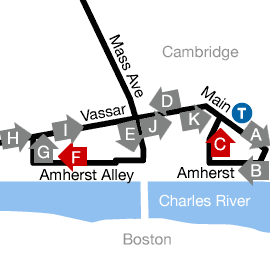 Mass Ave
Cambridge
Main
T
Vassar
D
K
A
H
I
E
J
G
F
C
B
Amherst Alley
Amherst
Charles River
Boston